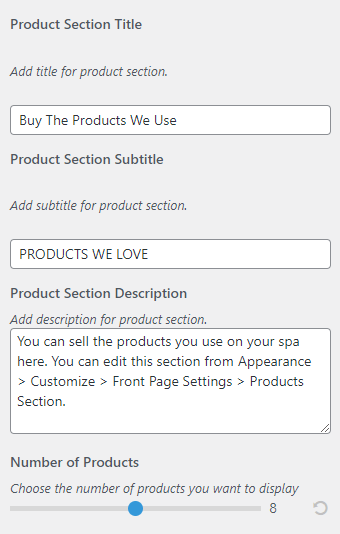 Product Section Title
Add title for product section.
Buy The Products We Use
Product Section Subtitle
Add subtitle for product section.
PRODUCTS WE LOVE
Product Section Description
Add description for product section.
You can sell the products you use on your spa
here. You can edit this section from Appearance
> Customize > Front Page Settings > Products
Section.
Number of Products
Choose the number of products you want to display
8